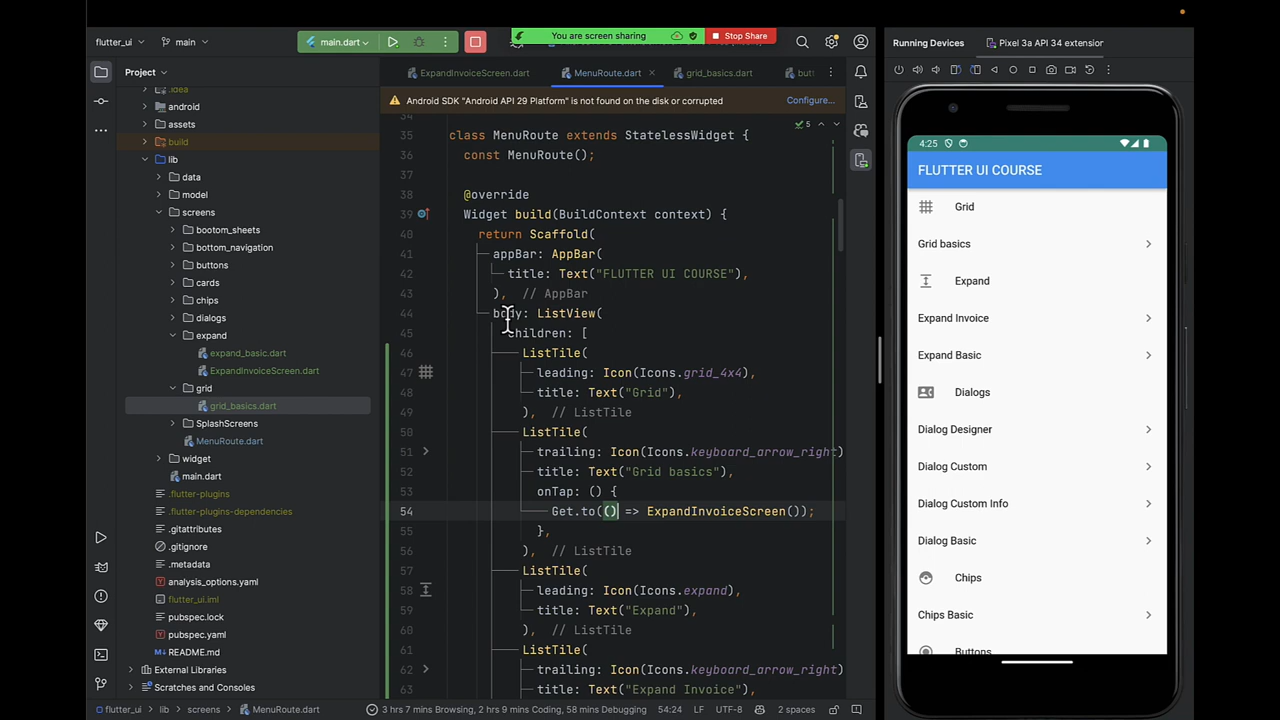 flutter_ui
main
main.dart
You are screen sharing
Stop Share
Running Devices
Pixel 3a API 34 extension
Project
ExpandInvoiceScreen.dart
MenuRoute.dart
grid_basics.dart
butt
Android SDK "Android API 29 Platform" is not found on the disk or corrupted
Configure...
.idea
android
assets
build
lib
data
model
screens
bootom_sheets
bottom_navigation
buttons
cards
chips
dialogs
expand
expand_basic.dart
ExpandInvoiceScreen.dart
grid
grid_basics.dart
SplashScreens
MenuRoute.dart
widget
main.dart
.flutter-plugins
.flutter-plugins-dependencies
.gitattributes
.gitignore
.metadata
analysis_options.yaml
flutter_ui.iml
pubspec.lock
pubspec.yaml
README.md
External Libraries
Scratches and Consoles
5
34
35 class MenuRoute extends StatelessWidget {
36 const MenuRoute();
37
38 @override
39 Widget build(BuildContext context) {
40 return Scaffold(
41 appBar: AppBar(
42 title: Text("FLUTTER UI COURSE"),
43 ), // AppBar
44 body: ListView(
45 children: [
46 ListTile(
47 leading: Icon(Icons.grid_4x4),
48 title: Text("Grid"),
49 ), // ListTile
50 ListTile(
51 trailing: Icon(Icons.keyboard_arrow_right)
52 title: Text("Grid basics"),
53 onTap: () {
54 Get.to(() => ExpandInvoiceScreen());
55 },
56 ), // ListTile
57 ListTile(
58 leading: Icon(Icons.expand),
59 title: Text("Expand"),
60 ), // ListTile
61 ListTile(
62 trailing: Icon(Icons.keyboard_arrow_right)
63 title: Text("Expand Invoice"),
4:25
FLUTTER UI COURSE
Grid
Grid basics
Expand
Expand Invoice
Expand Basic
Dialogs
Dialog Designer
Dialog Custom
Dialog Custom Info
Dialog Basic
Chips
Chips Basic
Buttons
flutter_ui > lib > screens > MenuRoute.dart
3 hrs 7 mins Browsing, 2 hrs 9 mins Coding, 58 mins Debugging
54:24 LF UTF-8 2 spaces